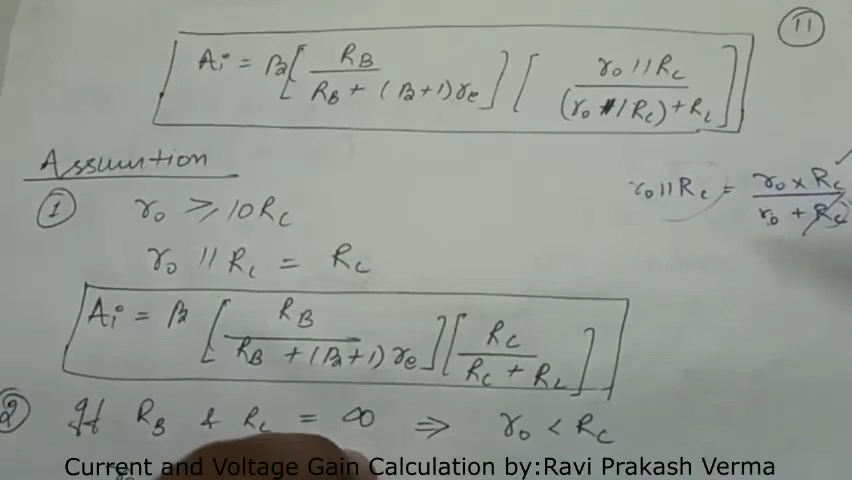 11
Ai = β [ RB / (RB + (β+1)re) ] [ ro // Rc / ((ro // Rc) + RL) ]
Assumtion
① ro ≥ 10Rc
ro // Rc = ro × Rc / (ro + Rc)
ro // Rc = Rc
Ai = β [ RB / (RB + (β+1)re) ] [ Rc / (Rc + RL) ]
② If RB & Rc = ∞ ⇒ ro < Rc
Current and Voltage Gain Calculation by:Ravi Prakash Verma